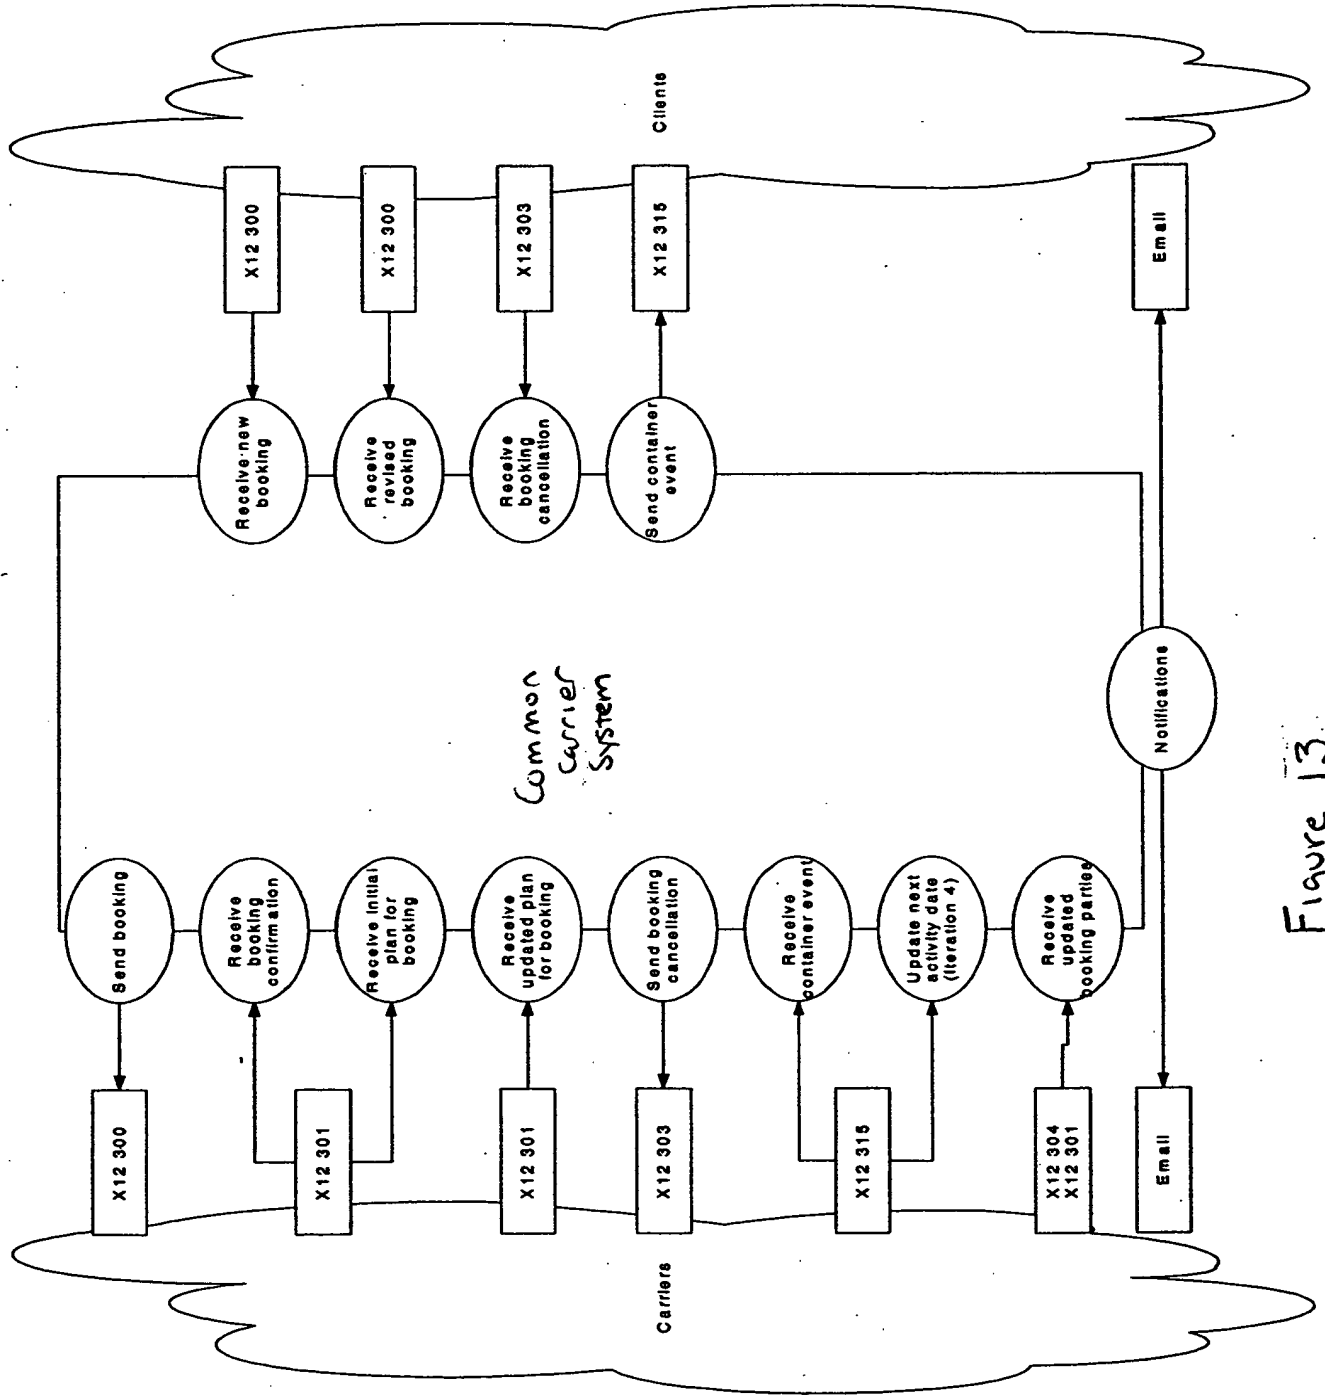 Carriers
X12 300
X12 301
X12 301
X12 303
X12 315
X12 304
X12 301
Email
Send booking
Receive
booking
confirmation
Receive initial
plan for
booking
Receive
updated plan
for booking
Send booking
cancellation
Receive
container event
Update next
activity date
(Iteration 4)
Receive
updated
booking parties
Common
Carrier
System
Notifications
Receive new
booking
Receive
revised
booking
Receive
booking
cancellation
Send container
event
X12 300
X12 300
X12 303
X12 315
Email
Clients
Figure 13